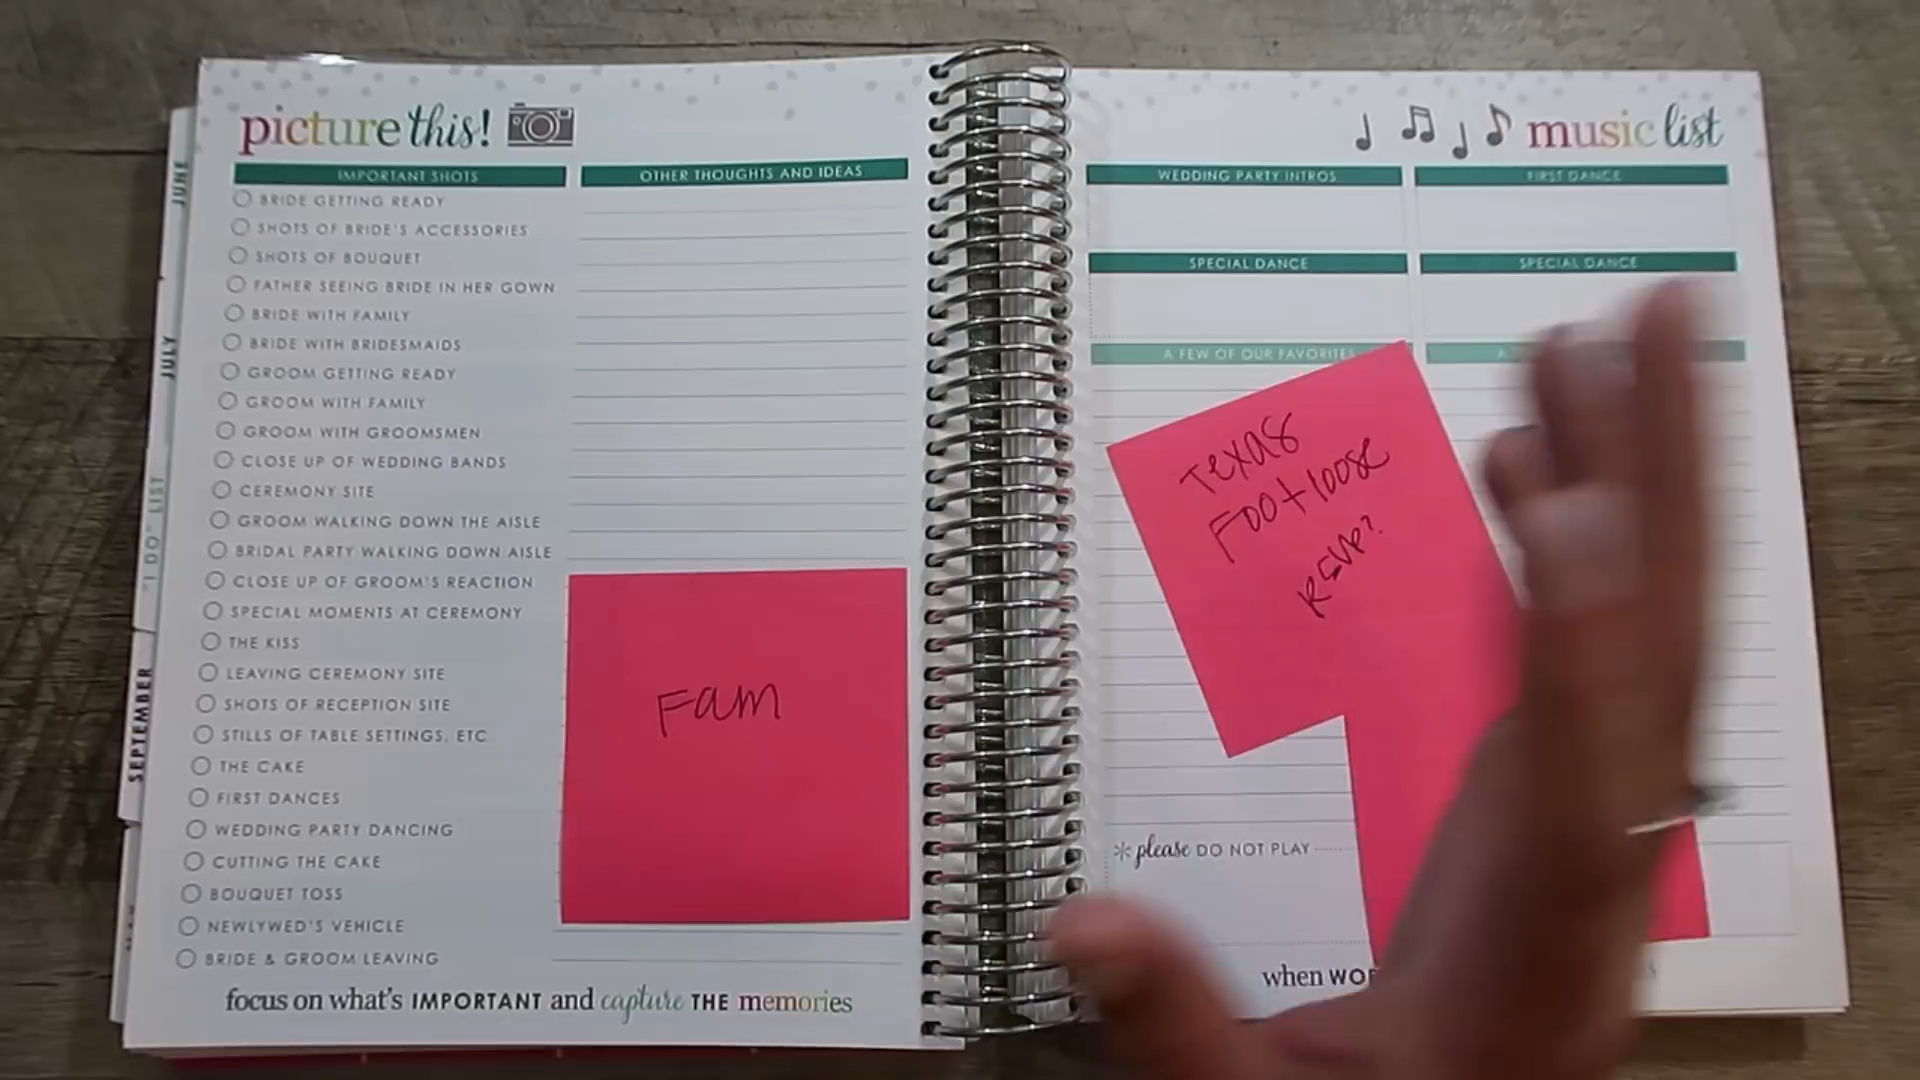 picture this!
IMPORTANT SHOTS
BRIDE GETTING READY
SHOTS OF BRIDE'S ACCESSORIES
SHOTS OF BOUQUET
FATHER SEEING BRIDE IN HER GOWN
BRIDE WITH FAMILY
BRIDE WITH BRIDESMAIDS
GROOM GETTING READY
GROOM WITH FAMILY
GROOM WITH GROOMSMEN
CLOSE UP OF WEDDING BANDS
CEREMONY SITE
GROOM WALKING DOWN THE AISLE
BRIDAL PARTY WALKING DOWN AISLE
CLOSE UP OF GROOM'S REACTION
SPECIAL MOMENTS AT CEREMONY
THE KISS
LEAVING CEREMONY SITE
SHOTS OF RECEPTION SITE
STILLS OF TABLE SETTINGS, ETC
THE CAKE
FIRST DANCES
WEDDING PARTY DANCING
CUTTING THE CAKE
BOUQUET TOSS
NEWLYWED'S VEHICLE
BRIDE & GROOM LEAVING
OTHER THOUGHTS AND IDEAS
Fam
focus on what's IMPORTANT and capture THE memories
JUNE
JULY
"I DO" LIST
SEPTEMBER
music list
WEDDING PARTY INTROS
FIRST DANCE
SPECIAL DANCE
SPECIAL DANCE
A FEW OF OUR FAVORITES
Texas
Footloose
*please DO NOT PLAY
when